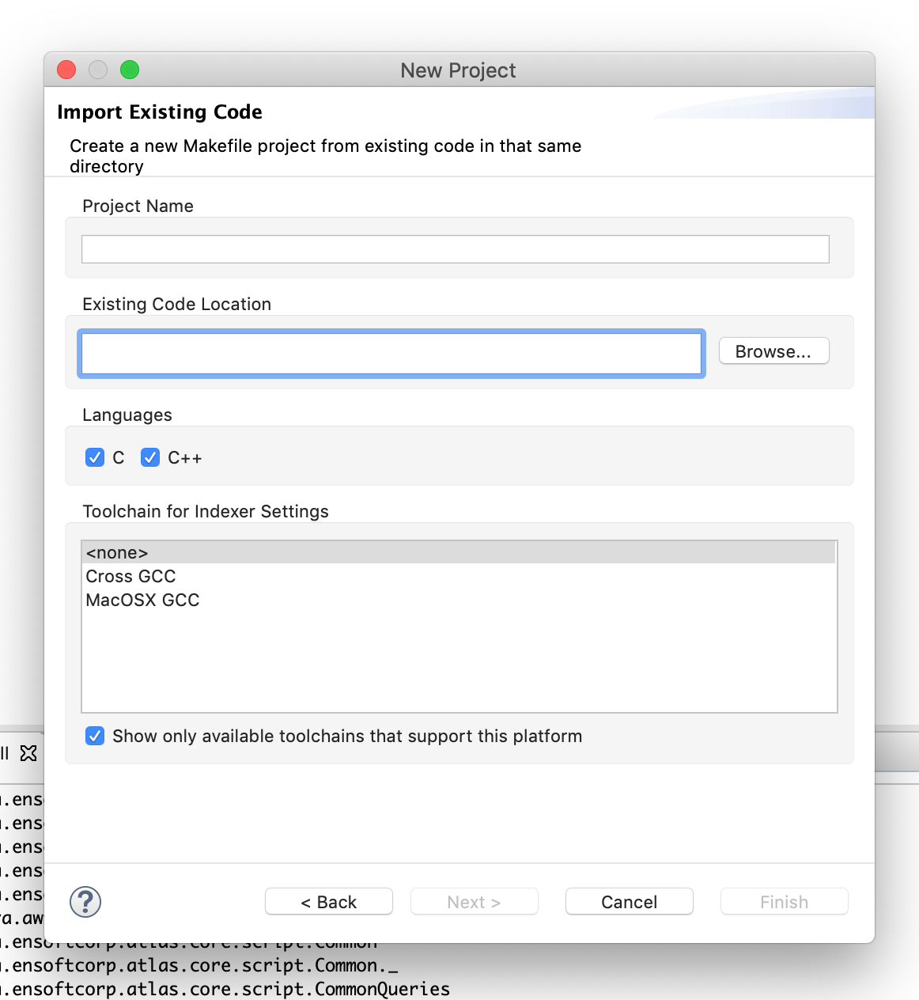 New Project
Import Existing Code
Create a new Makefile project from existing code in that same
directory
Project Name
Existing Code Location
Browse...
Languages
C
C++
Toolchain for Indexer Settings
<none>
Cross GCC
MacOSX GCC
Show only available toolchains that support this platform
ll
.ens
.ens
.ens
.ens
.ens
a.aw
< Back
Next >
Cancel
Finish
.ensoftcorp.atlas.core.script.Common
.ensoftcorp.atlas.core.script.Common._
.ensoftcorp.atlas.core.script.CommonQueries